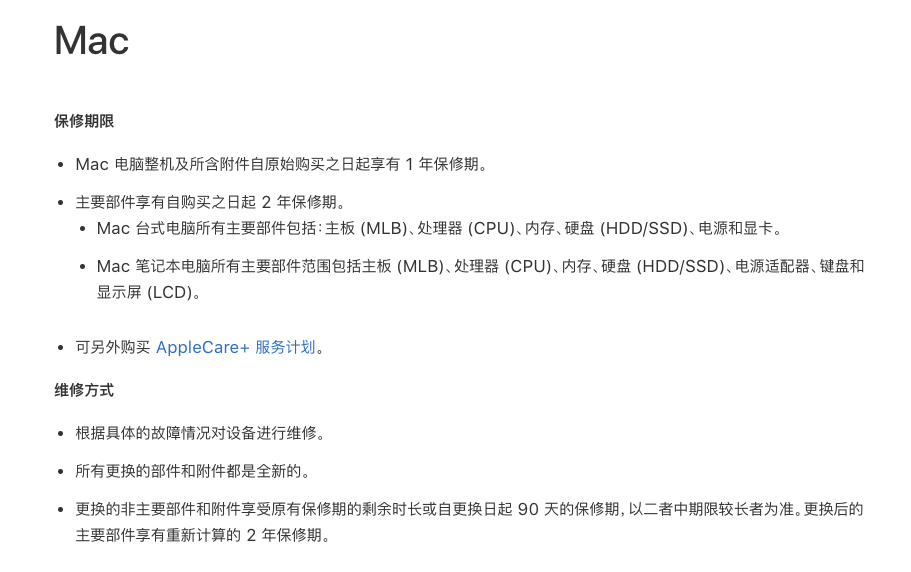 Mac
保修期限
• Mac 电脑整机及所含附件自原始购买之日起享有 1 年保修期。
• 主要部件享有自购买之日起 2 年保修期。
• Mac 台式电脑所有主要部件包括：主板 (MLB)、处理器 (CPU)、内存、硬盘 (HDD/SSD)、电源和显卡。
• Mac 笔记本电脑所有主要部件范围包括主板 (MLB)、处理器 (CPU)、内存、硬盘 (HDD/SSD)、电源适配器、键盘和
显示屏 (LCD)。
• 可另外购买 AppleCare+ 服务计划。
维修方式
• 根据具体的故障情况对设备进行维修。
• 所有更换的部件和附件都是全新的。
• 更换的非主要部件和附件享受原有保修期的剩余时长或自更换日起 90 天的保修期，以二者中期限较长者为准。更换后的
主要部件享有重新计算的 2 年保修期。